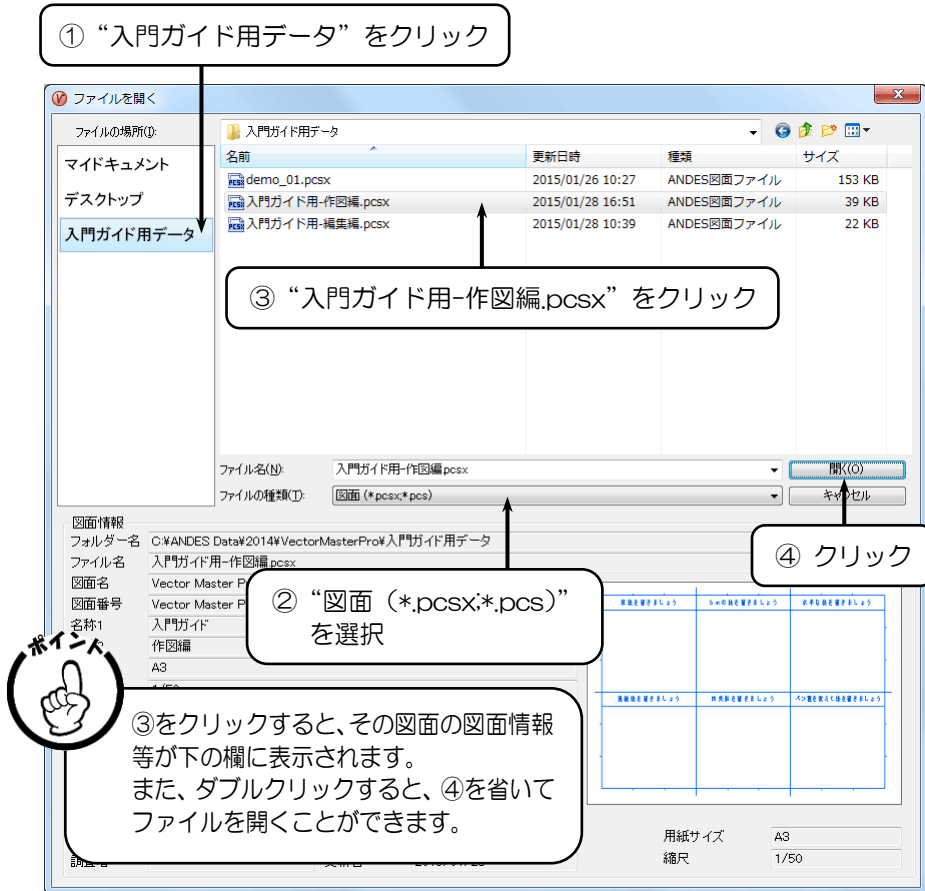 ① “入門ガイド用データ”をクリック
ファイルを開く
ファイルの場所(I):
入門ガイド用データ
マイドキュメント
デスクトップ
入門ガイド用データ
名前 更新日時 種類 サイズ
demo_01.pcsx 2015/01/26 10:27 ANDES図面ファイル 153 KB
入門ガイド用-作図編.pcsx 2015/01/28 16:51 ANDES図面ファイル 39 KB
入門ガイド用-編集編.pcsx 2015/01/28 10:39 ANDES図面ファイル 22 KB
③ “入門ガイド用-作図編.pcsx”をクリック
ファイル名(N): 入門ガイド用-作図編.pcsx 開く(O)
ファイルの種類(T): 図面 (*.pcsx;*.pcs) キャンセル
④ クリック
図面情報
フォルダー名 C:¥ANDES Data¥2014¥VectorMasterPro¥入門ガイド用データ
ファイル名 入門ガイド用-作図編.pcsx
図面名 Vector Master P
図面番号 Vector Master P
名称1 入門ガイド
作図編
A3
② “図面（*.pcsx;*.pcs）”
を選択
ポイント
③をクリックすると、その図面の図面情報
等が下の欄に表示されます。
また、ダブルクリックすると、④を省いて
ファイルを開くことができます。
用紙サイズ A3
縮尺 1/50